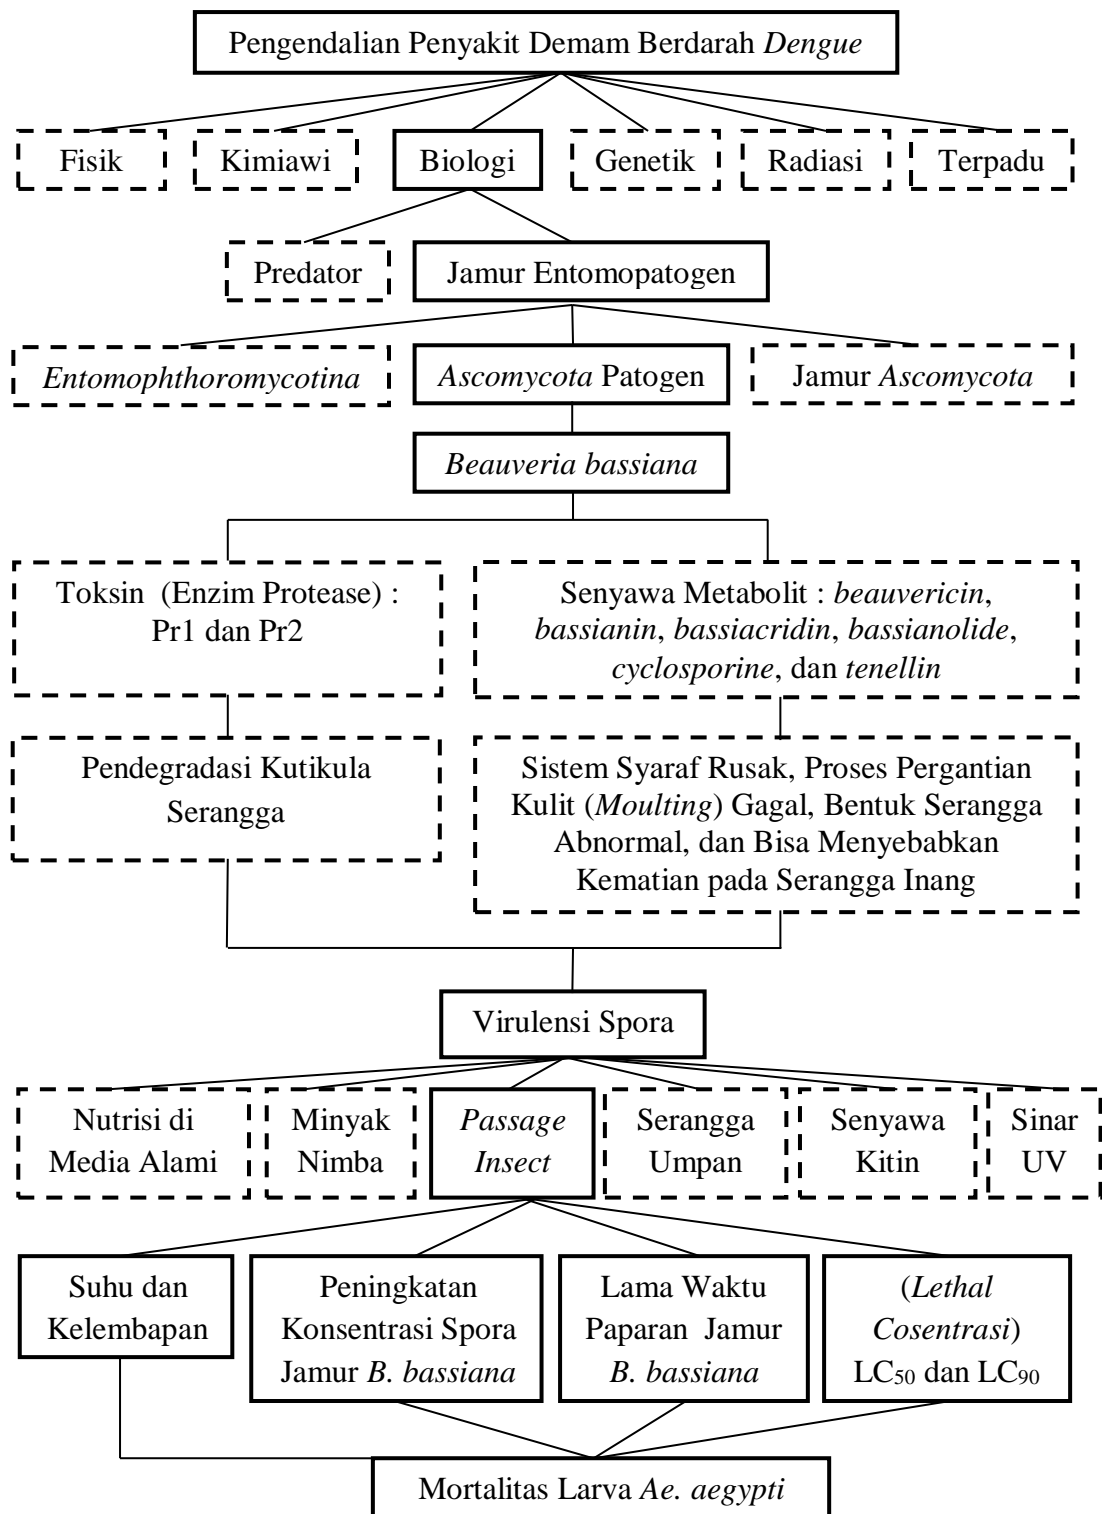 Pengendalian Penyakit Demam Berdarah Dengue
Fisik
Kimiawi
Biologi
Genetik
Radiasi
Terpadu
Predator
Jamur Entomopatogen
Entomophthoromycotina
Ascomycota Patogen
Jamur Ascomycota
Beauveria bassiana
Toksin (Enzim Protease) :
Pr1 dan Pr2
Senyawa Metabolit : beauvericin,
bassianin, bassiacridin, bassianolide,
cyclosporine, dan tenellin
Pendegradasi Kutikula
Serangga
Sistem Syaraf Rusak, Proses Pergantian
Kulit (Moulting) Gagal, Bentuk Serangga
Abnormal, dan Bisa Menyebabkan
Kematian pada Serangga Inang
Virulensi Spora
Nutrisi di
Media Alami
Minyak
Nimba
Passage
Insect
Serangga
Umpan
Senyawa
Kitin
Sinar
UV
Suhu dan
Kelembapan
Peningkatan
Konsentrasi Spora
Jamur B. bassiana
Lama Waktu
Paparan Jamur
B. bassiana
(Lethal
Cosentrasi)
LC50 dan LC90
Mortalitas Larva Ae. aegypti